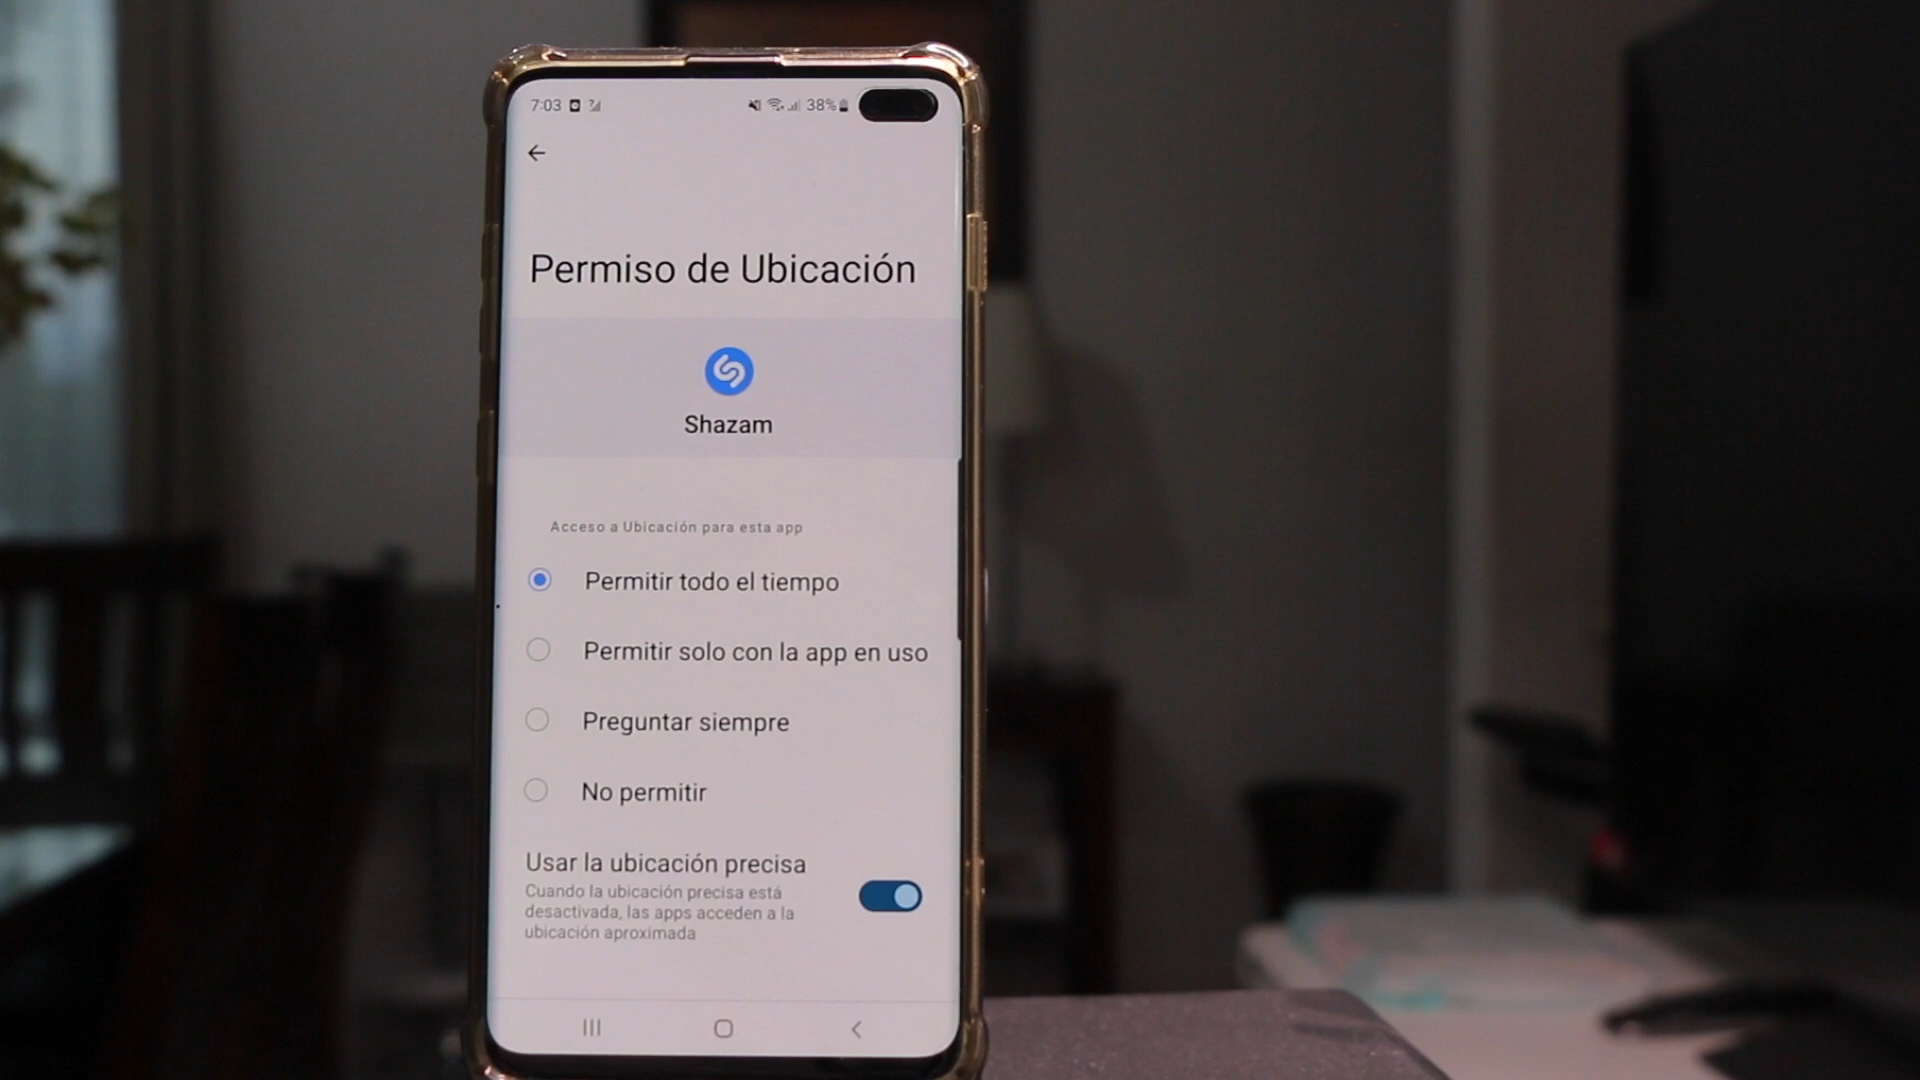 7:03
38%
Permiso de Ubicación
Shazam
Acceso a Ubicación para esta app
Permitir todo el tiempo
Permitir solo con la app en uso
Preguntar siempre
No permitir
Usar la ubicación precisa
Cuando la ubicación precisa está
desactivada, las apps acceden a la
ubicación aproximada